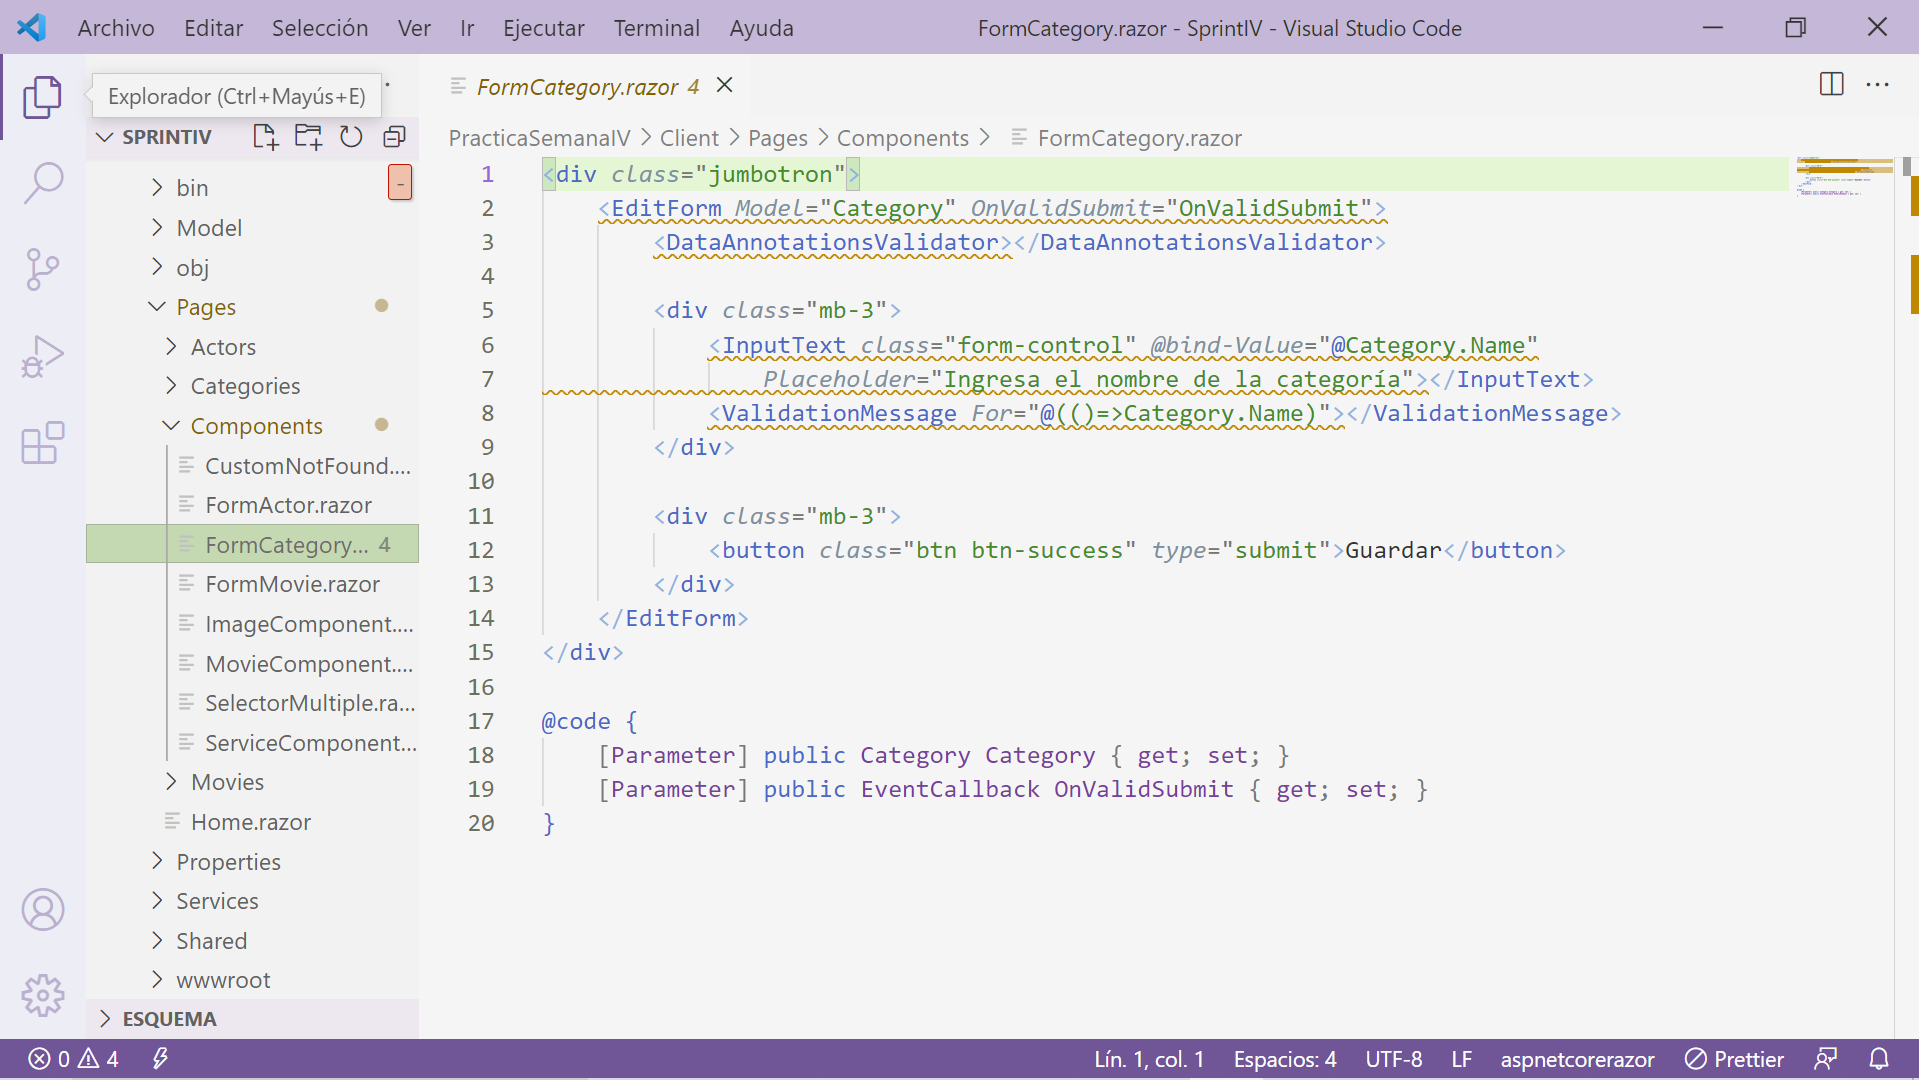 Archivo Editar Selección Ver Ir Ejecutar Terminal Ayuda FormCategory.razor - SprintIV - Visual Studio Code
Explorador (Ctrl+Mayús+E)
FormCategory.razor 4
SPRINTIV
PracticaSemanaIV > Client > Pages > Components > FormCategory.razor
bin
-
Model
obj
Pages
Actors
Categories
Components
CustomNotFound....
FormActor.razor
FormCategory... 4
FormMovie.razor
ImageComponent....
MovieComponent....
SelectorMultiple.ra...
ServiceComponent...
Movies
Home.razor
Properties
Services
Shared
wwwroot
ESQUEMA
1 <div class="jumbotron">
2     <EditForm Model="Category" OnValidSubmit="OnValidSubmit">
3         <DataAnnotationsValidator></DataAnnotationsValidator>
4
5         <div class="mb-3">
6             <InputText class="form-control" @bind-Value="@Category.Name"
7                 Placeholder="Ingresa el nombre de la categoría"></InputText>
8             <ValidationMessage For="@(()=>Category.Name)"></ValidationMessage>
9         </div>
10
11         <div class="mb-3">
12             <button class="btn btn-success" type="submit">Guardar</button>
13         </div>
14     </EditForm>
15 </div>
16
17 @code {
18     [Parameter] public Category Category { get; set; }
19     [Parameter] public EventCallback OnValidSubmit { get; set; }
20 }
0 4 Lín. 1, col. 1 Espacios: 4 UTF-8 LF aspnetcorerazor Prettier